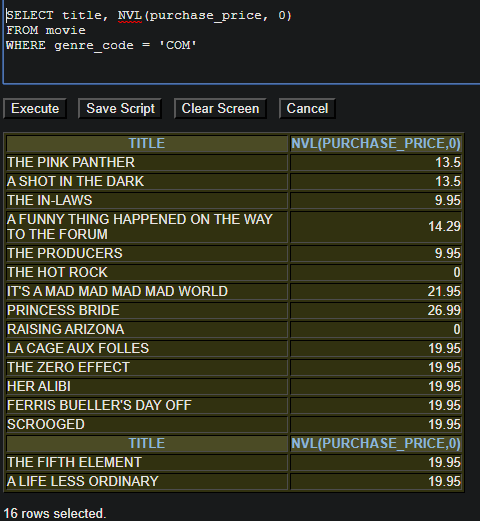 SELECT title, NVL(purchase_price, 0)
FROM movie
WHERE genre_code = 'COM'
Execute Save Script Clear Screen Cancel
TITLE NVL(PURCHASE_PRICE,0)
THE PINK PANTHER 13.5
A SHOT IN THE DARK 13.5
THE IN-LAWS 9.95
A FUNNY THING HAPPENED ON THE WAY
TO THE FORUM 14.29
THE PRODUCERS 9.95
THE HOT ROCK 0
IT'S A MAD MAD MAD MAD WORLD 21.95
PRINCESS BRIDE 26.99
RAISING ARIZONA 0
LA CAGE AUX FOLLES 19.95
THE ZERO EFFECT 19.95
HER ALIBI 19.95
FERRIS BUELLER'S DAY OFF 19.95
SCROOGED 19.95
TITLE NVL(PURCHASE_PRICE,0)
THE FIFTH ELEMENT 19.95
A LIFE LESS ORDINARY 19.95
16 rows selected.